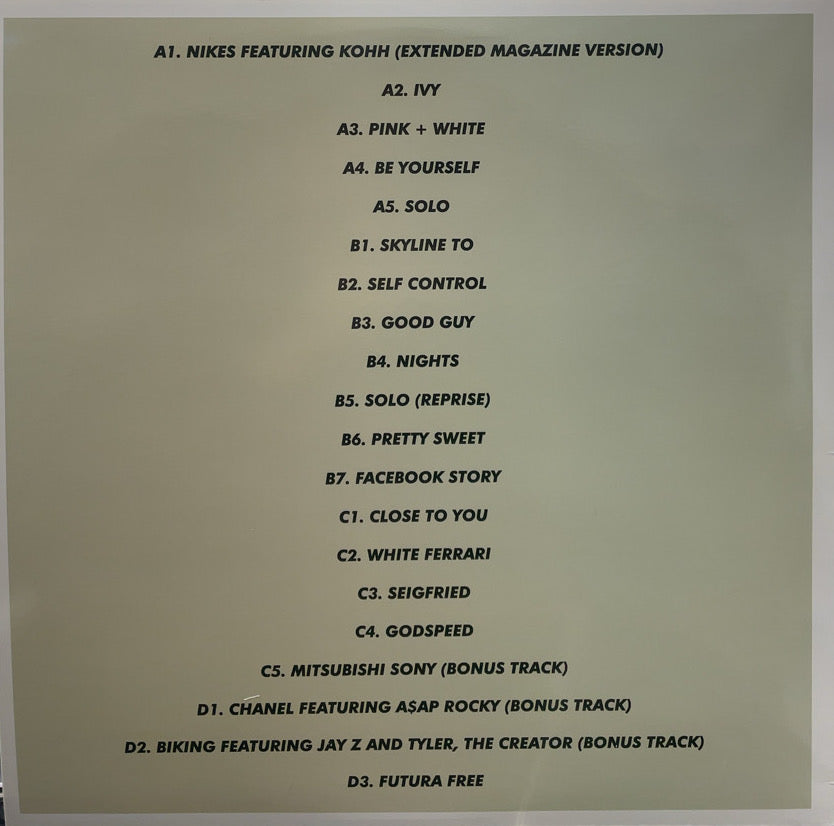 A1. NIKES FEATURING KOHH (EXTENDED MAGAZINE VERSION)
A2. IVY
A3. PINK + WHITE
A4. BE YOURSELF
A5. SOLO
B1. SKYLINE TO
B2. SELF CONTROL
B3. GOOD GUY
B4. NIGHTS
B5. SOLO (REPRISE)
B6. PRETTY SWEET
B7. FACEBOOK STORY
C1. CLOSE TO YOU
C2. WHITE FERRARI
C3. SEIGFRIED
C4. GODSPEED
C5. MITSUBISHI SONY (BONUS TRACK)
D1. CHANEL FEATURING A$AP ROCKY (BONUS TRACK)
D2. BIKING FEATURING JAY Z AND TYLER, THE CREATOR (BONUS TRACK)
D3. FUTURA FREE